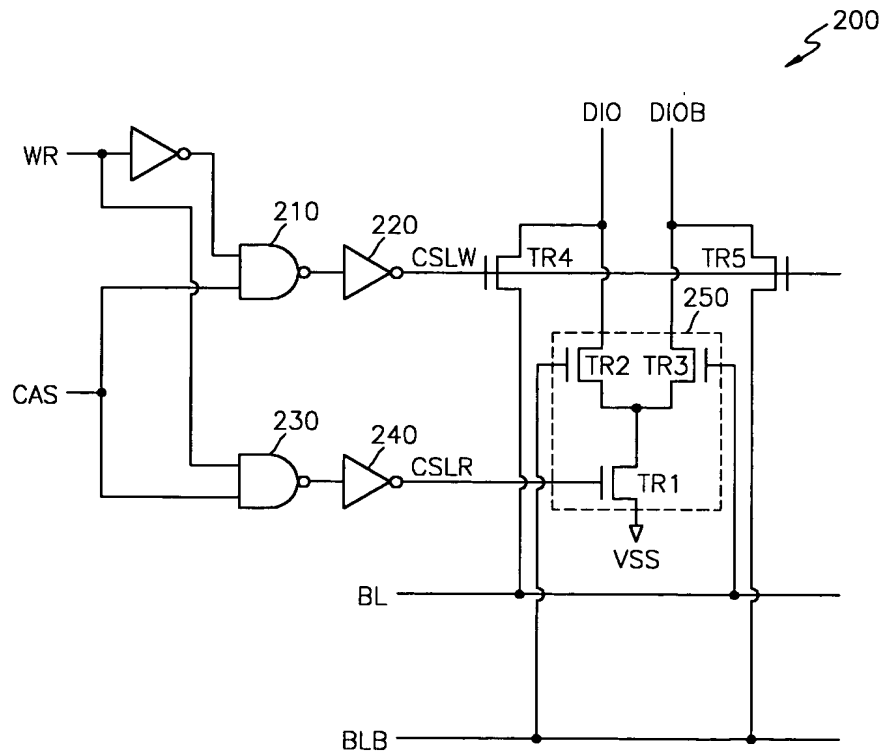 200
DIO
DIOB
WR
210
220
CSLW
TR4
TR5
250
TR2
TR3
CAS
230
240
CSLR
TR1
VSS
BL
BLB